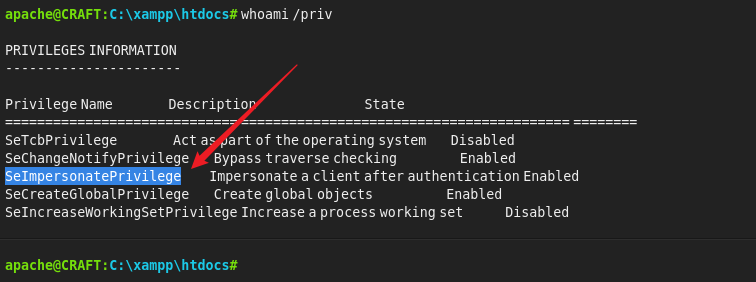 apache@CRAFT:C:\xampp\htdocs# whoami /priv
PRIVILEGES INFORMATION
----------------------
Privilege Name Description State
============================================================================== ========
SeTcbPrivilege Act as part of the operating system Disabled
SeChangeNotifyPrivilege Bypass traverse checking Enabled
SeImpersonatePrivilege Impersonate a client after authentication Enabled
SeCreateGlobalPrivilege Create global objects Enabled
SeIncreaseWorkingSetPrivilege Increase a process working set Disabled
apache@CRAFT:C:\xampp\htdocs#